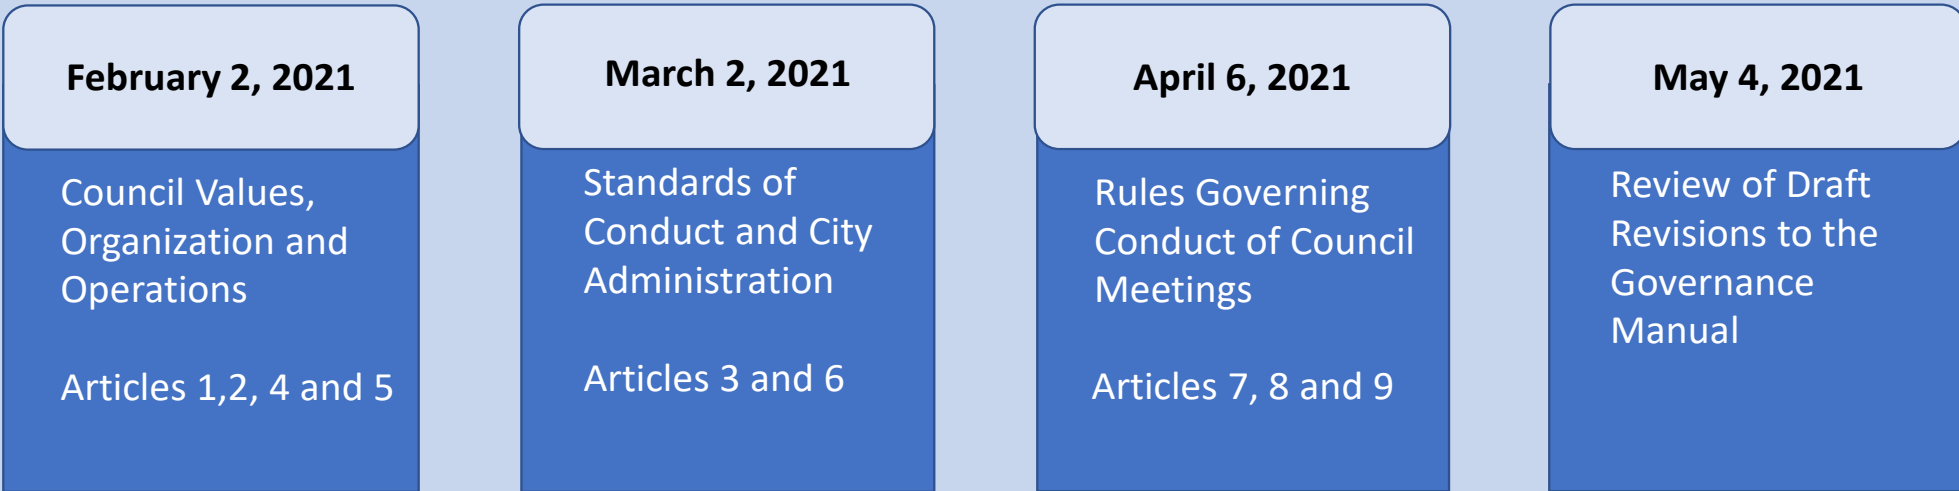 February 2, 2021
Council Values,
Organization and
Operations
Articles 1,2, 4 and 5
March 2, 2021
Standards of
Conduct and City
Administration
Articles 3 and 6
April 6, 2021
Rules Governing
Conduct of Council
Meetings
Articles 7, 8 and 9
May 4, 2021
Review of Draft
Revisions to the
Governance
Manual